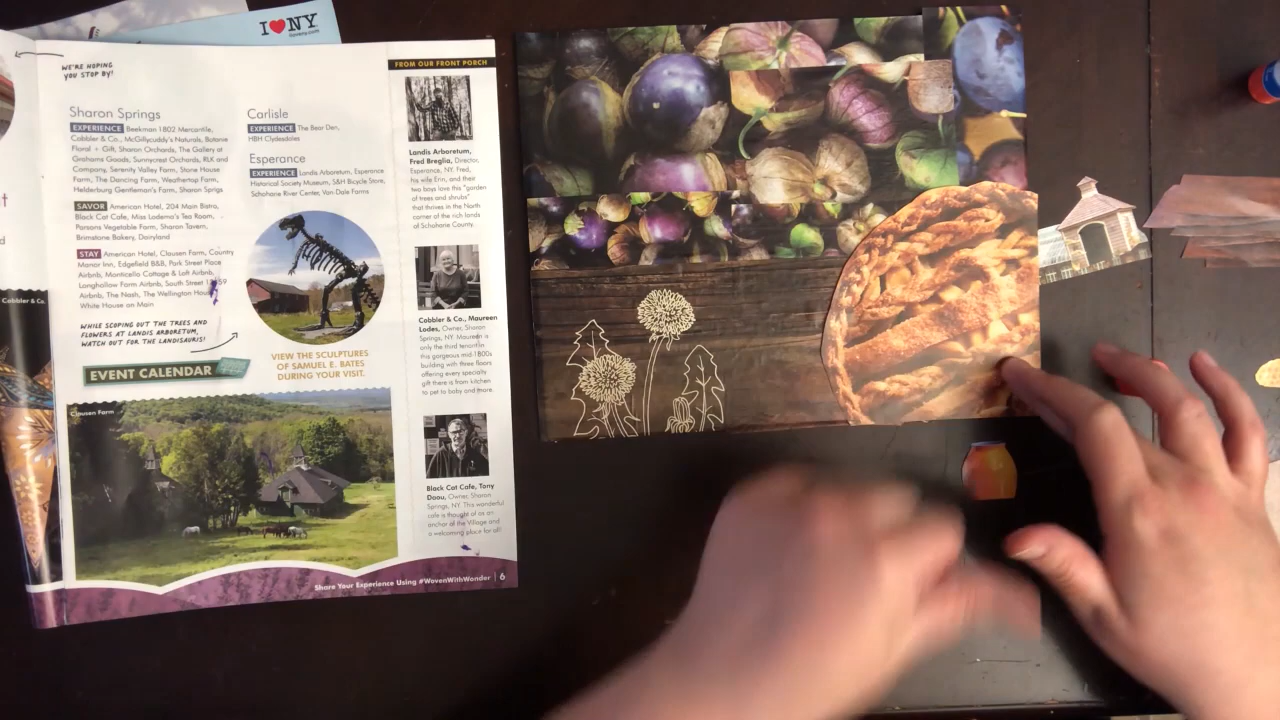 I ♥ NY
WE'RE HOPING
YOU STOP BY!
FROM OUR FRONT PORCH
Sharon Springs
EXPERIENCE Beekman 1802 Mercantile,
Cobbler & Co., McGillycuddy's Naturals, Botanie
Floral + Gift, Sharon Orchards, The Gallery at
Grahams Goods, Sunnycrest Orchards, RLK and
Company, Serenity Valley Farm, Stone House
Farm, The Dancing Farm, Weathertop Farm,
Helderburg Gentleman's Farm, Sharon Sprigs
SAVOR American Hotel, 204 Main Bistro,
Black Cat Cafe, Miss Lodema's Tea Room,
Parsons Vegetable Farm, Sharon Tavern,
Brimstone Bakery, Dairyland
STAY American Hotel, Clausen Farm, Country
Manor Inn, Edgefield B&B, Park Street Place
Airbnb, Monticello Cottage & Loft Airbnb,
Longhollow Farm Airbnb, South Street
Airbnb, The Nash, The Wellington House,
White House on Main
WHILE SCOPING OUT THE TREES AND
FLOWERS AT LANDIS ARBORETUM,
WATCH OUT FOR THE LANDISAURUS!
EVENT CALENDAR
Carlisle
EXPERIENCE The Bear Den,
HBH Clydesdales
Esperance
EXPERIENCE Landis Arboretum, Esperance
Historical Society Museum, S&H Bicycle Store,
Schoharie River Center, Van-Dale Farms
VIEW THE SCULPTURES
OF SAMUEL E. BATES
DURING YOUR VISIT.
Clausen Farm
Landis Arboretum,
Fred Breglia, Director,
Esperance, NY. Fred,
his wife Erin, and their
two boys love this "garden
of trees and shrubs"
that thrives in the North
corner of the rich lands
of Schoharie County.
Cobbler & Co., Maureen
Lodes, Owner, Sharon
Springs, NY. Maureen is
only the third tenant in
this gorgeous mid-1800s
building with three floors
offering every specialty
gift there is from kitchen
to pet to baby and more.
Black Cat Cafe, Tony
Daou, Owner, Sharon
Springs, NY. This wonderful
cafe is thought of as an
anchor of the Village and
a welcoming place for all!
Share Your Experience Using #WovenWithWonder | 6
Cobbler & Co.